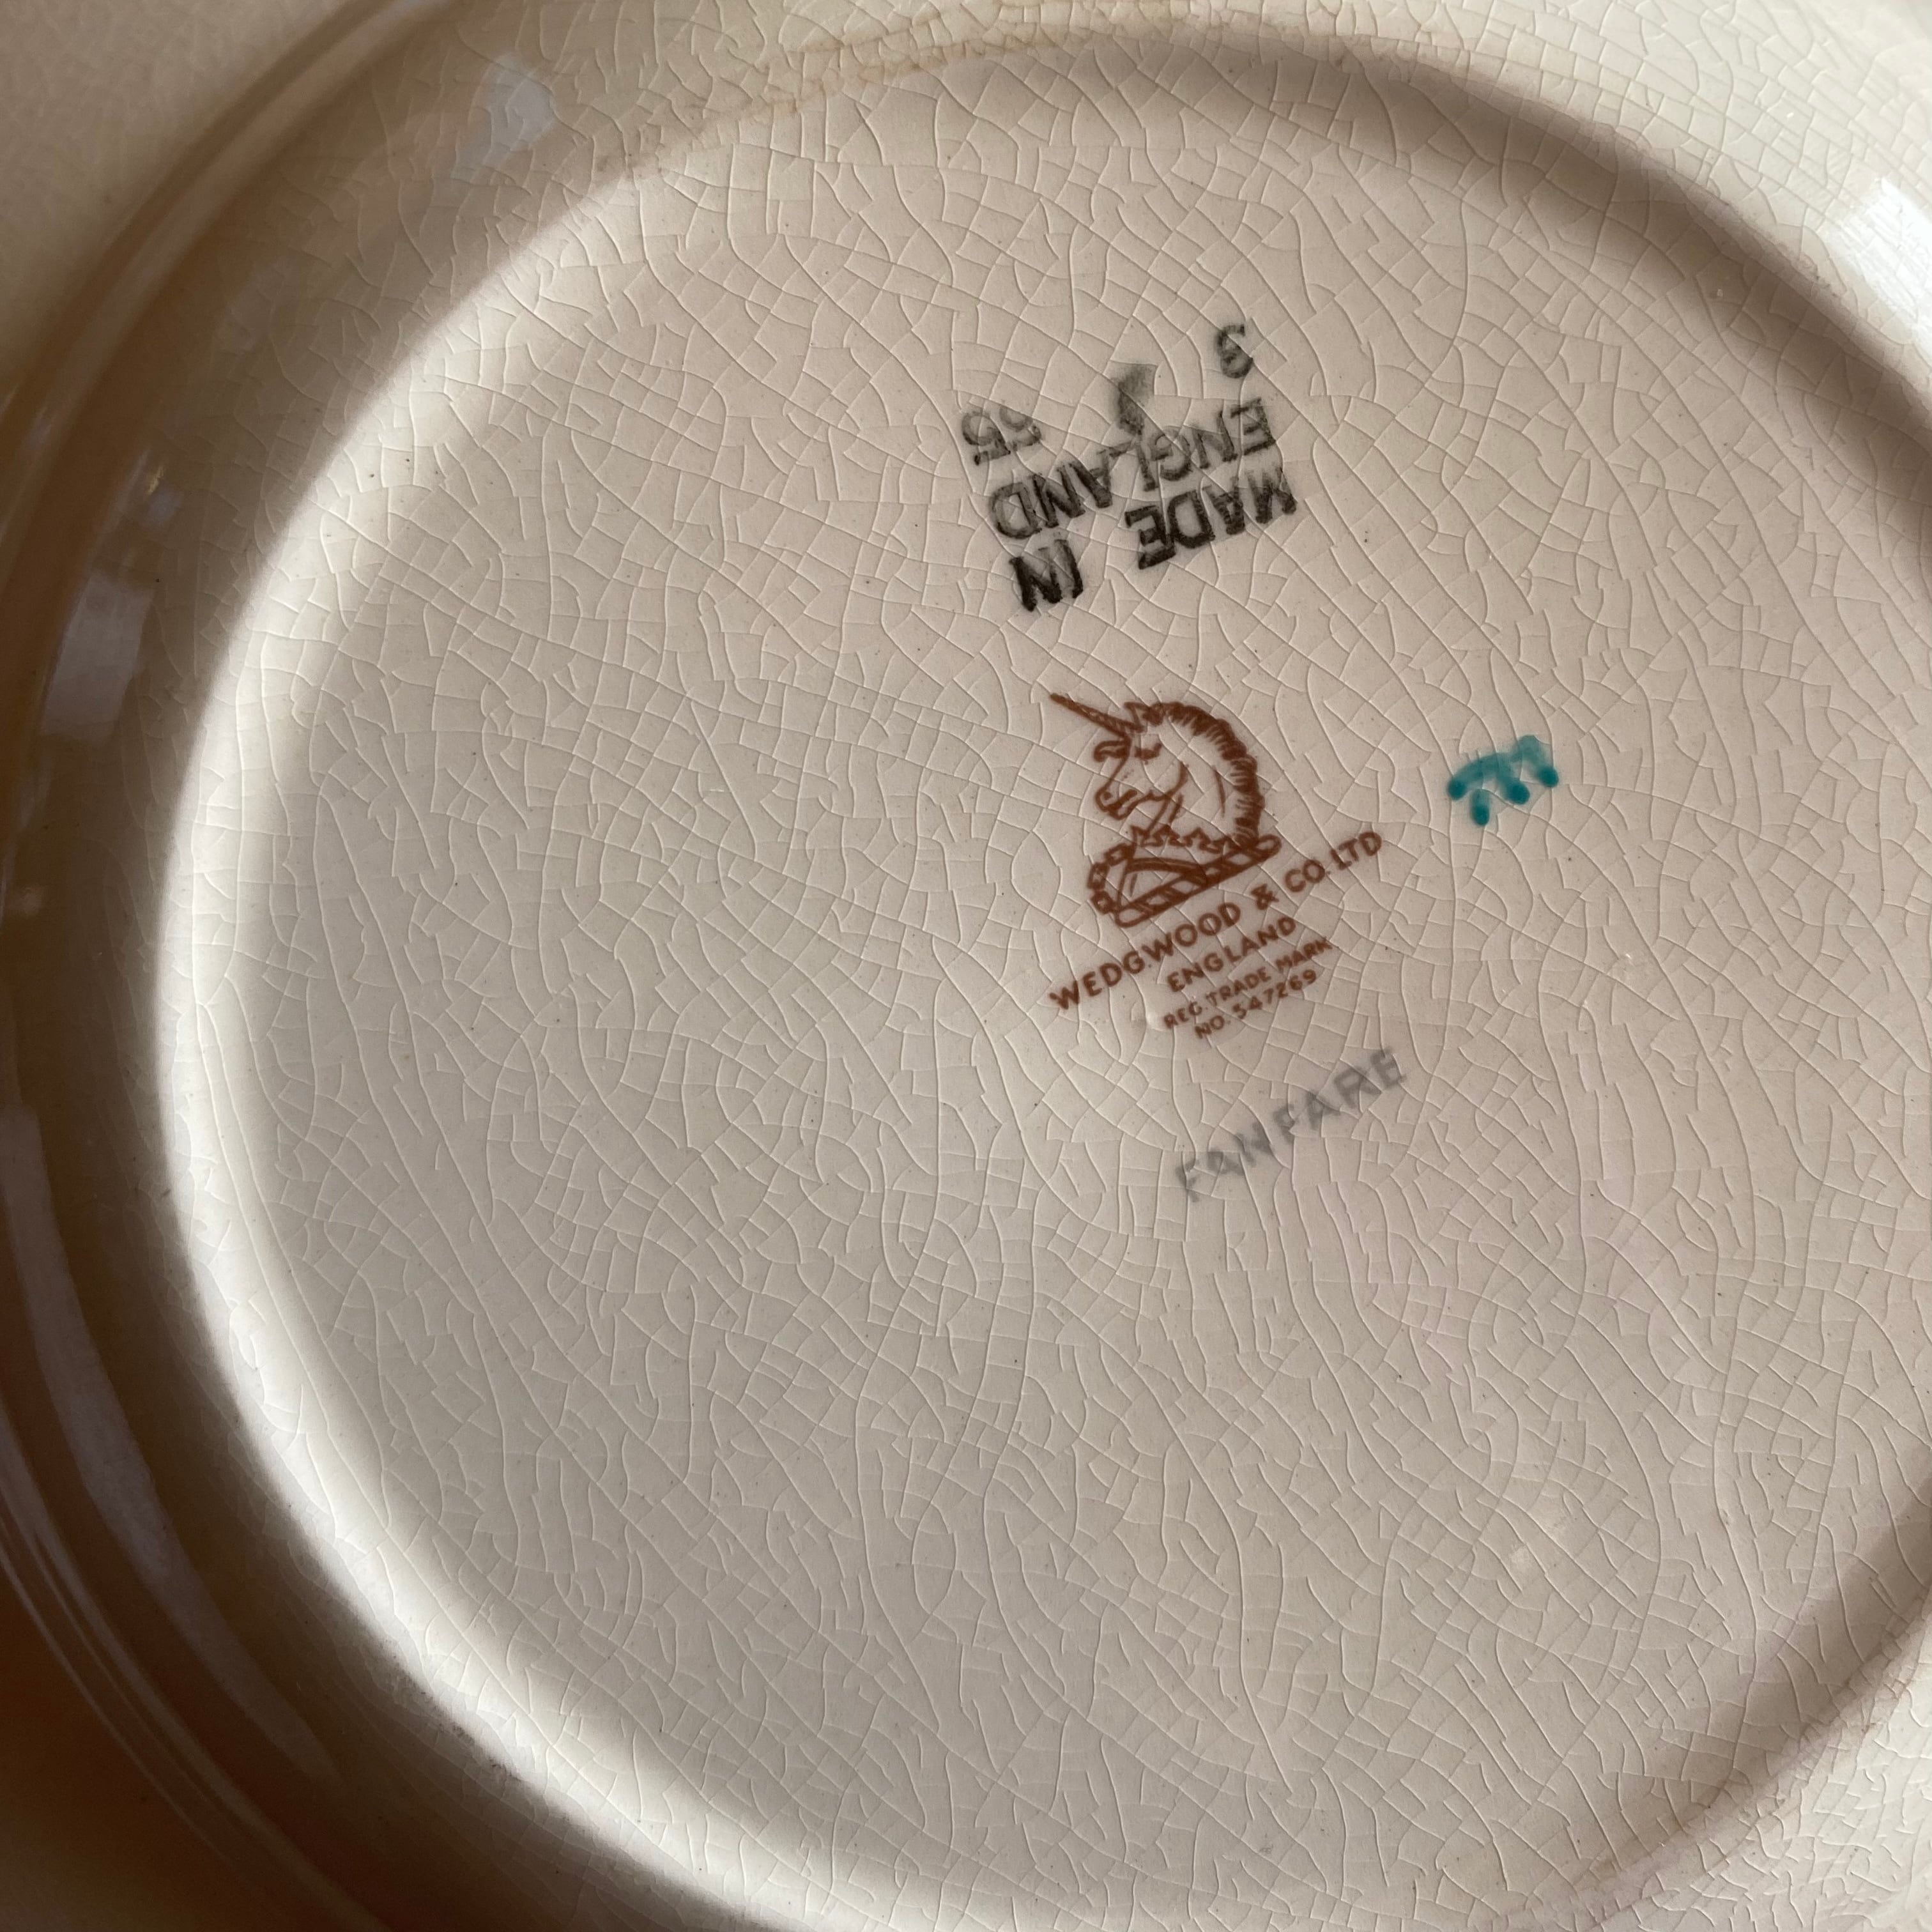 MADE IN
ENGLAND
3 55
WEDGWOOD & CO. LTD
ENGLAND
REG. TRADE MARK
NO. 547269
FANFARE